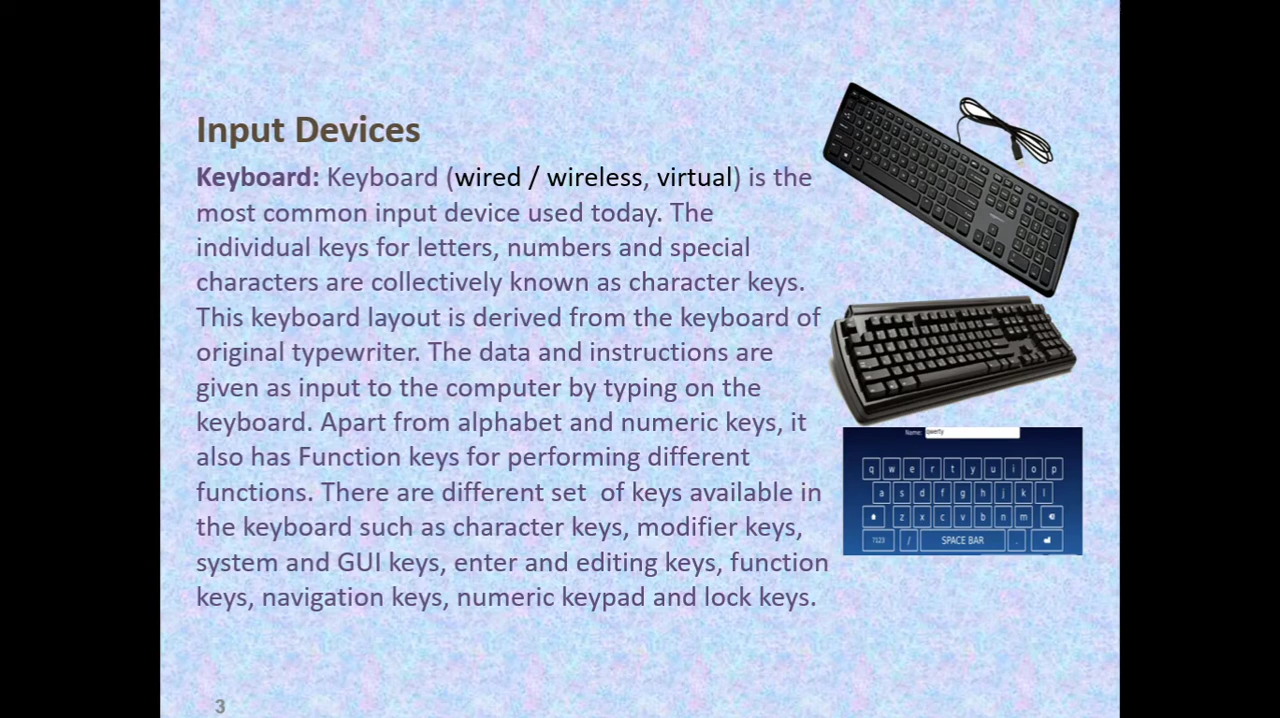 Input Devices
Keyboard: Keyboard (wired / wireless, virtual) is the
most common input device used today. The
individual keys for letters, numbers and special
characters are collectively known as character keys.
This keyboard layout is derived from the keyboard of
original typewriter. The data and instructions are
given as input to the computer by typing on the
keyboard. Apart from alphabet and numeric keys, it
also has Function keys for performing different
functions. There are different set  of keys available in
the keyboard such as character keys, modifier keys,
system and GUI keys, enter and editing keys, function
keys, navigation keys, numeric keypad and lock keys.
Name: qwerty
q w e r t y u i o p
a s d f g h j k l
z x c v b n m
?123 / SPACE BAR .
3